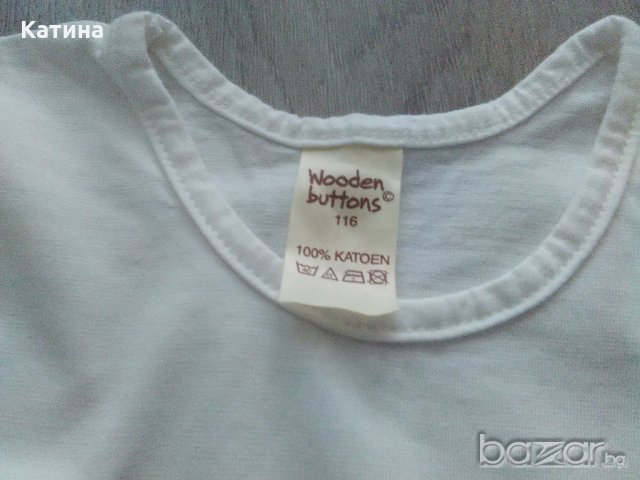 Катина
Wooden
buttons©
116
100% KATOEN
bazar.bg